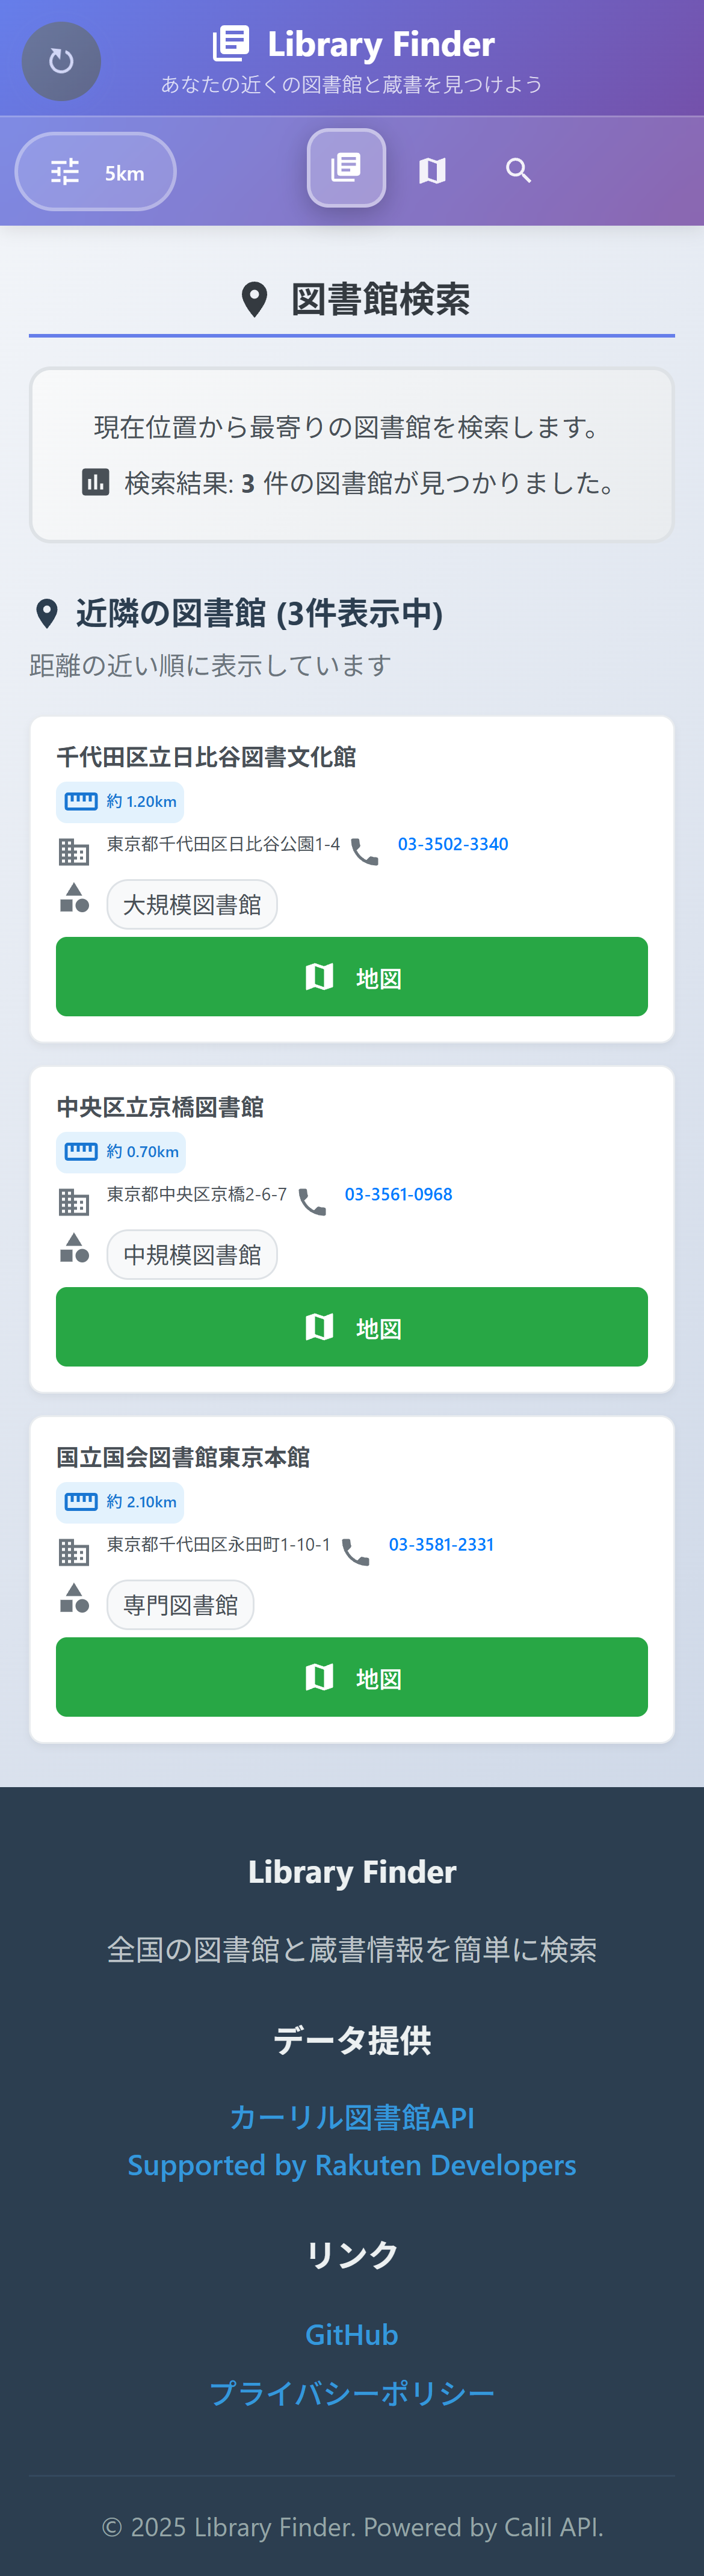 Library Finder
あなたの近くの図書館と蔵書を見つけよう
5km
図書館検索
現在位置から最寄りの図書館を検索します。
検索結果: 3 件の図書館が見つかりました。
近隣の図書館 (3件表示中)
距離の近い順に表示しています
千代田区立日比谷図書文化館
約 1.20km
東京都千代田区日比谷公園1-4 03-3502-3340
大規模図書館
地図
中央区立京橋図書館
約 0.70km
東京都中央区京橋2-6-7 03-3561-0968
中規模図書館
地図
国立国会図書館東京本館
約 2.10km
東京都千代田区永田町1-10-1 03-3581-2331
専門図書館
地図
Library Finder
全国の図書館と蔵書情報を簡単に検索
データ提供
カーリル図書館API
Supported by Rakuten Developers
リンク
GitHub
プライバシーポリシー
© 2025 Library Finder. Powered by Calil API.